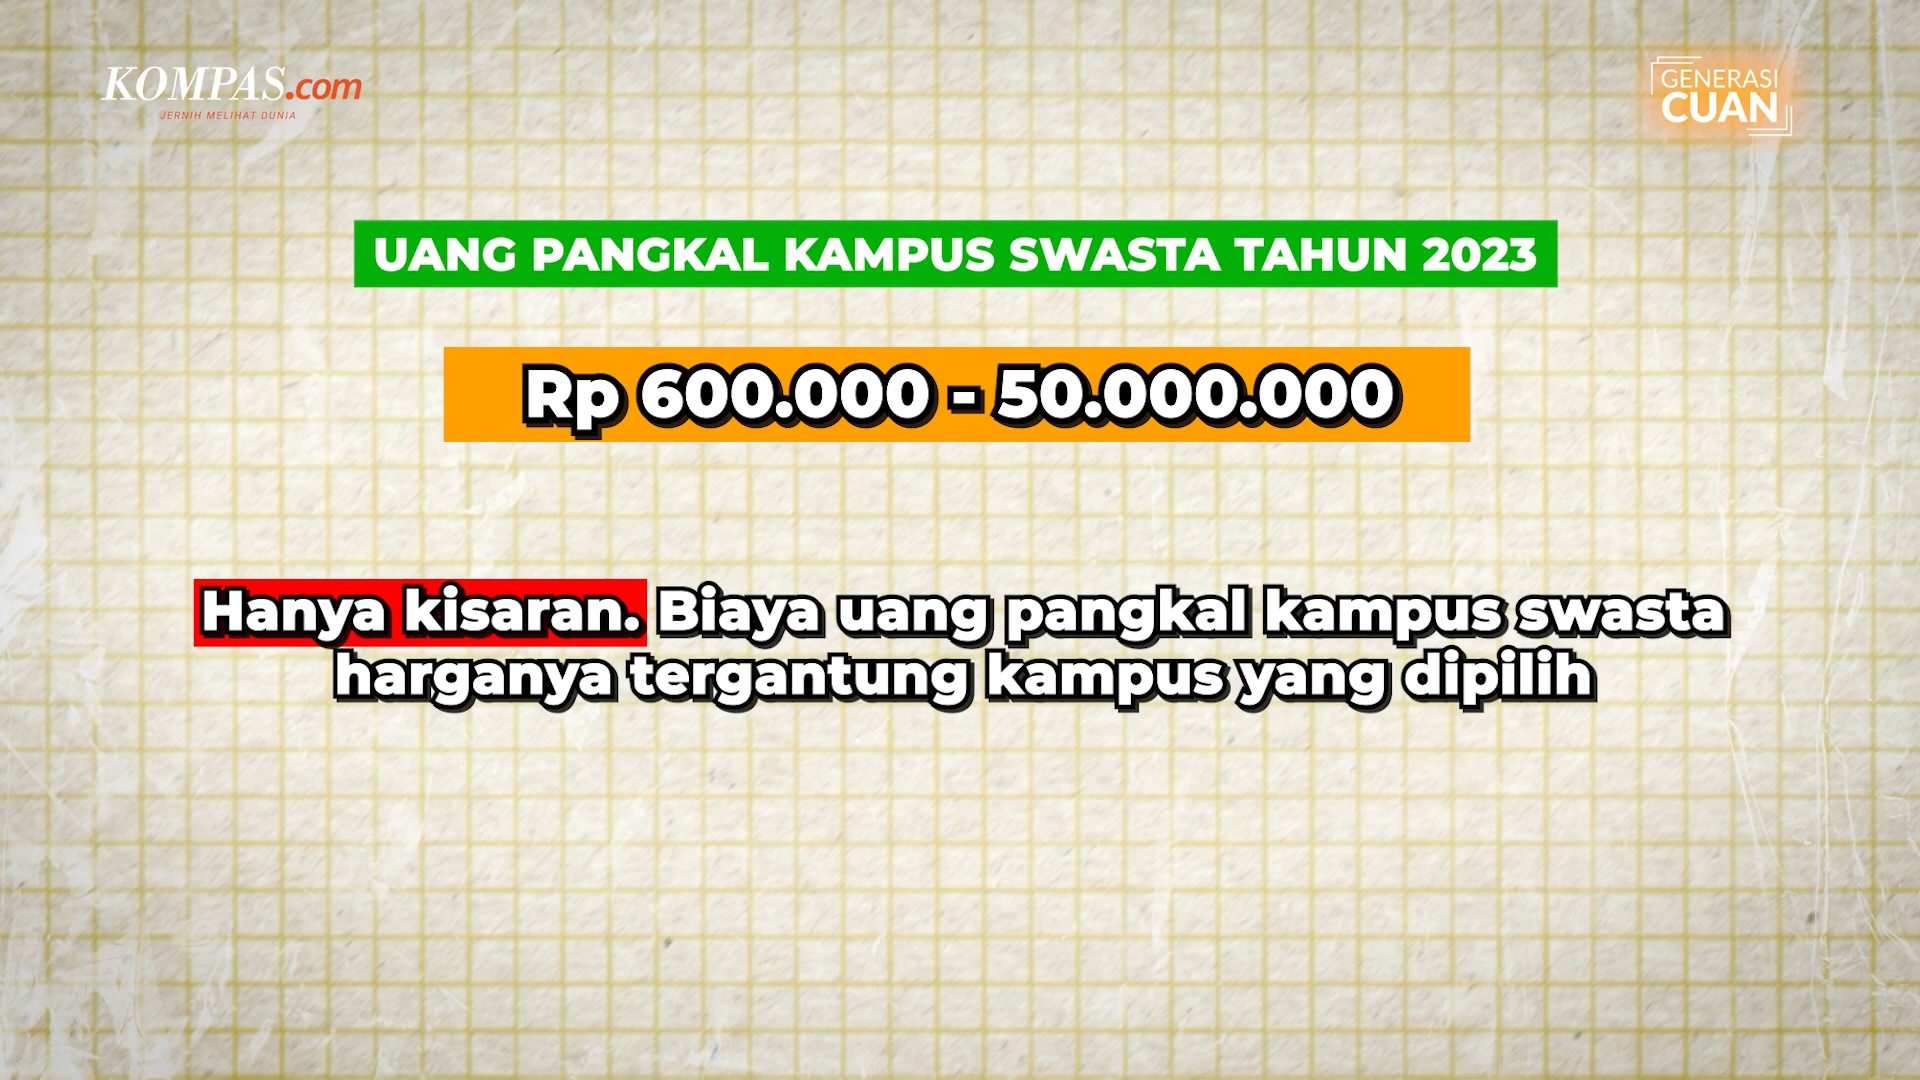 KOMPAS.com
JERNIH MELIHAT DUNIA
GENERASI
CUAN
UANG PANGKAL KAMPUS SWASTA TAHUN 2023
Rp 600.000 - 50.000.000
Hanya kisaran. Biaya uang pangkal kampus swasta
harganya tergantung kampus yang dipilih